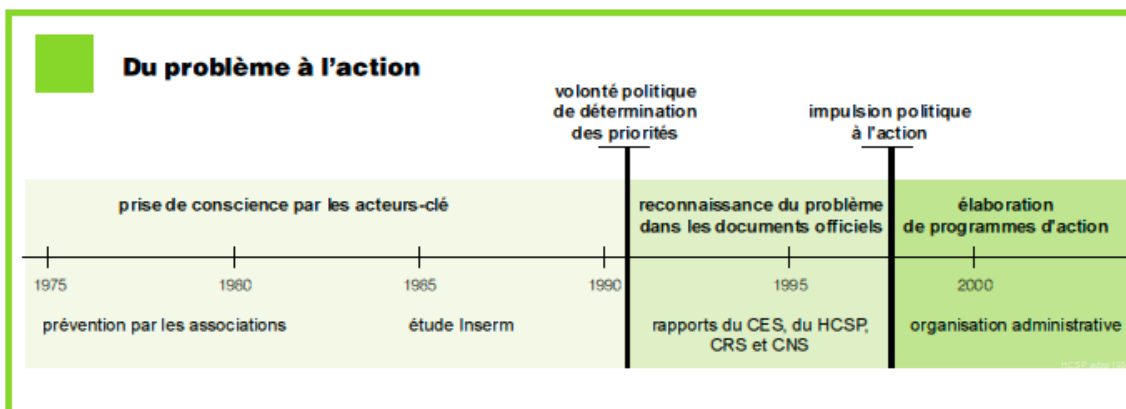 Du problème à l'action
volonté politique
de détermination
des priorités
impulsion politique
à l'action
prise de conscience par les acteurs-clé
reconnaissance du problème
dans les documents officiels
élaboration
de programmes d'action
1975
1980
1985
1990
1995
2000
prévention par les associations
étude Inserm
rapports du CES, du HCSP,
CRS et CNS
organisation administrative